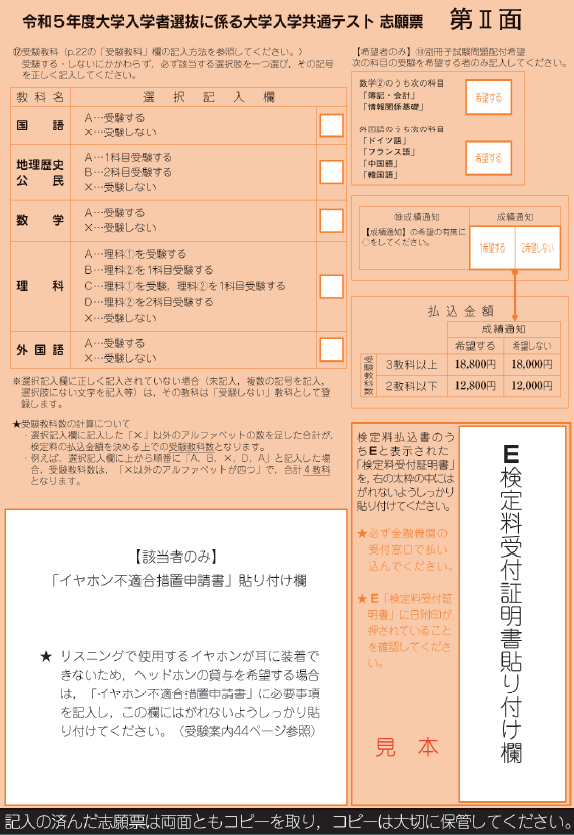 令和５年度大学入学者選抜に係る大学入学共通テスト 志願票　第Ⅱ面
⑰受験教科（p.22の「受験教科」欄の記入方法を参照してください。）
受験する・しないにかかわらず，必ず該当する選択肢を一つ選び，その記号
を正しく記入してください。
教科名　選択記入欄
国語
A…受験する
×…受験しない
地理歴史
公民
A…1科目受験する
B…2科目受験する
×…受験しない
数学
A…受験する
×…受験しない
理科
A…理科①を受験する
B…理科②を1科目受験する
C…理科①を受験，理科②を1科目受験する
D…理科②を2科目受験する
×…受験しない
外国語
A…受験する
×…受験しない
※選択記入欄に正しく記入されていない場合（未記入，複数の記号を記入，
選択肢にない文字を記入等）は，その教科は「受験しない」教科として登
録します。
★受験教科数の計算について
・選択記入欄に記入した「×」以外のアルファベットの数を足した合計が，
検定料の払込金額を決める上での受験教科数となります。
・例えば，選択記入欄に上から順番に「A，B，×，D，A」と記入した場
合，受験教科数は，「×以外のアルファベットが四つ」で，合計４教科
となります。
【希望者のみ】⑱別冊子試験問題配付希望
次の科目の受験を希望する者のみ記入してください。
数学②のうち次の科目
「簿記・会計」
「情報関係基礎」
希望する
外国語のうち次の科目
「ドイツ語」
「フランス語」
「中国語」
「韓国語」
希望する
⑲成績通知
【成績通知】の希望の有無に
○をしてください。
成績通知
1希望する　2希望しない
払込金額
成績通知
希望する　希望しない
受験教科数
3教科以上　18,800円　18,000円
2教科以下　12,800円　12,000円
【該当者のみ】
「イヤホン不適合措置申請書」貼り付け欄
★ リスニングで使用するイヤホンが耳に装着で
きないため，ヘッドホンの貸与を希望する場合
は，「イヤホン不適合措置申請書」に必要事項
を記入し，この欄にはがれないようしっかり貼
り付けてください。（受験案内44ページ参照）
検定料払込書のう
ちEと表示された
「検定料受付証明書」
を，右の太枠の中には
がれないようしっかり
貼り付けてください。
★必ず金融機関の
受付窓口で払い
込んでください。
★E「検定料受付証
明書」に日附印が
押されていること
を確認してくださ
い。
見本
E検定料受付証明書貼り付け欄
記入の済んだ志願票は両面ともコピーを取り，コピーは大切に保管してください。